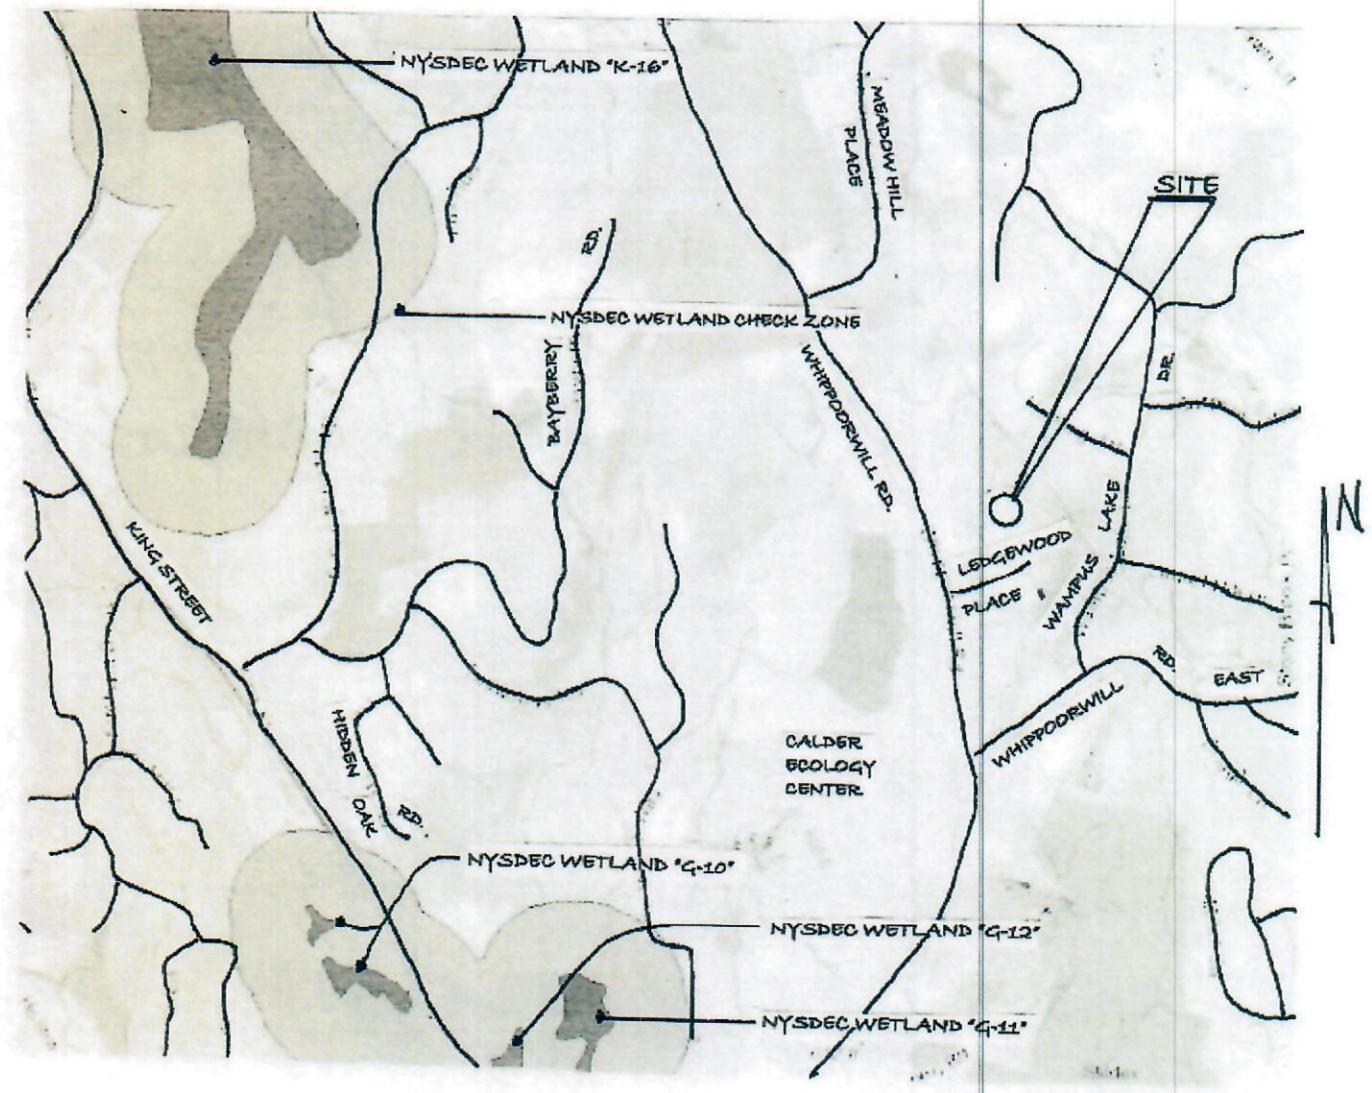 NYSDEC WETLAND "K-16"
MEADOW HILL
PLACE
SITE
RD.
NYSDEC WETLAND CHECK ZONE
BAYBERRY
WHIPPOORWILL RD.
DR.
LAKE
N
KING STREET
LEDGEWOOD
PLACE
WAMPUS
RD.
EAST
WHIPPOORWILL
HIDDEN
OAK
RD.
CALDER
ECOLOGY
CENTER
NYSDEC WETLAND "G-10"
NYSDEC WETLAND "G-12"
NYSDEC WETLAND "G-11"